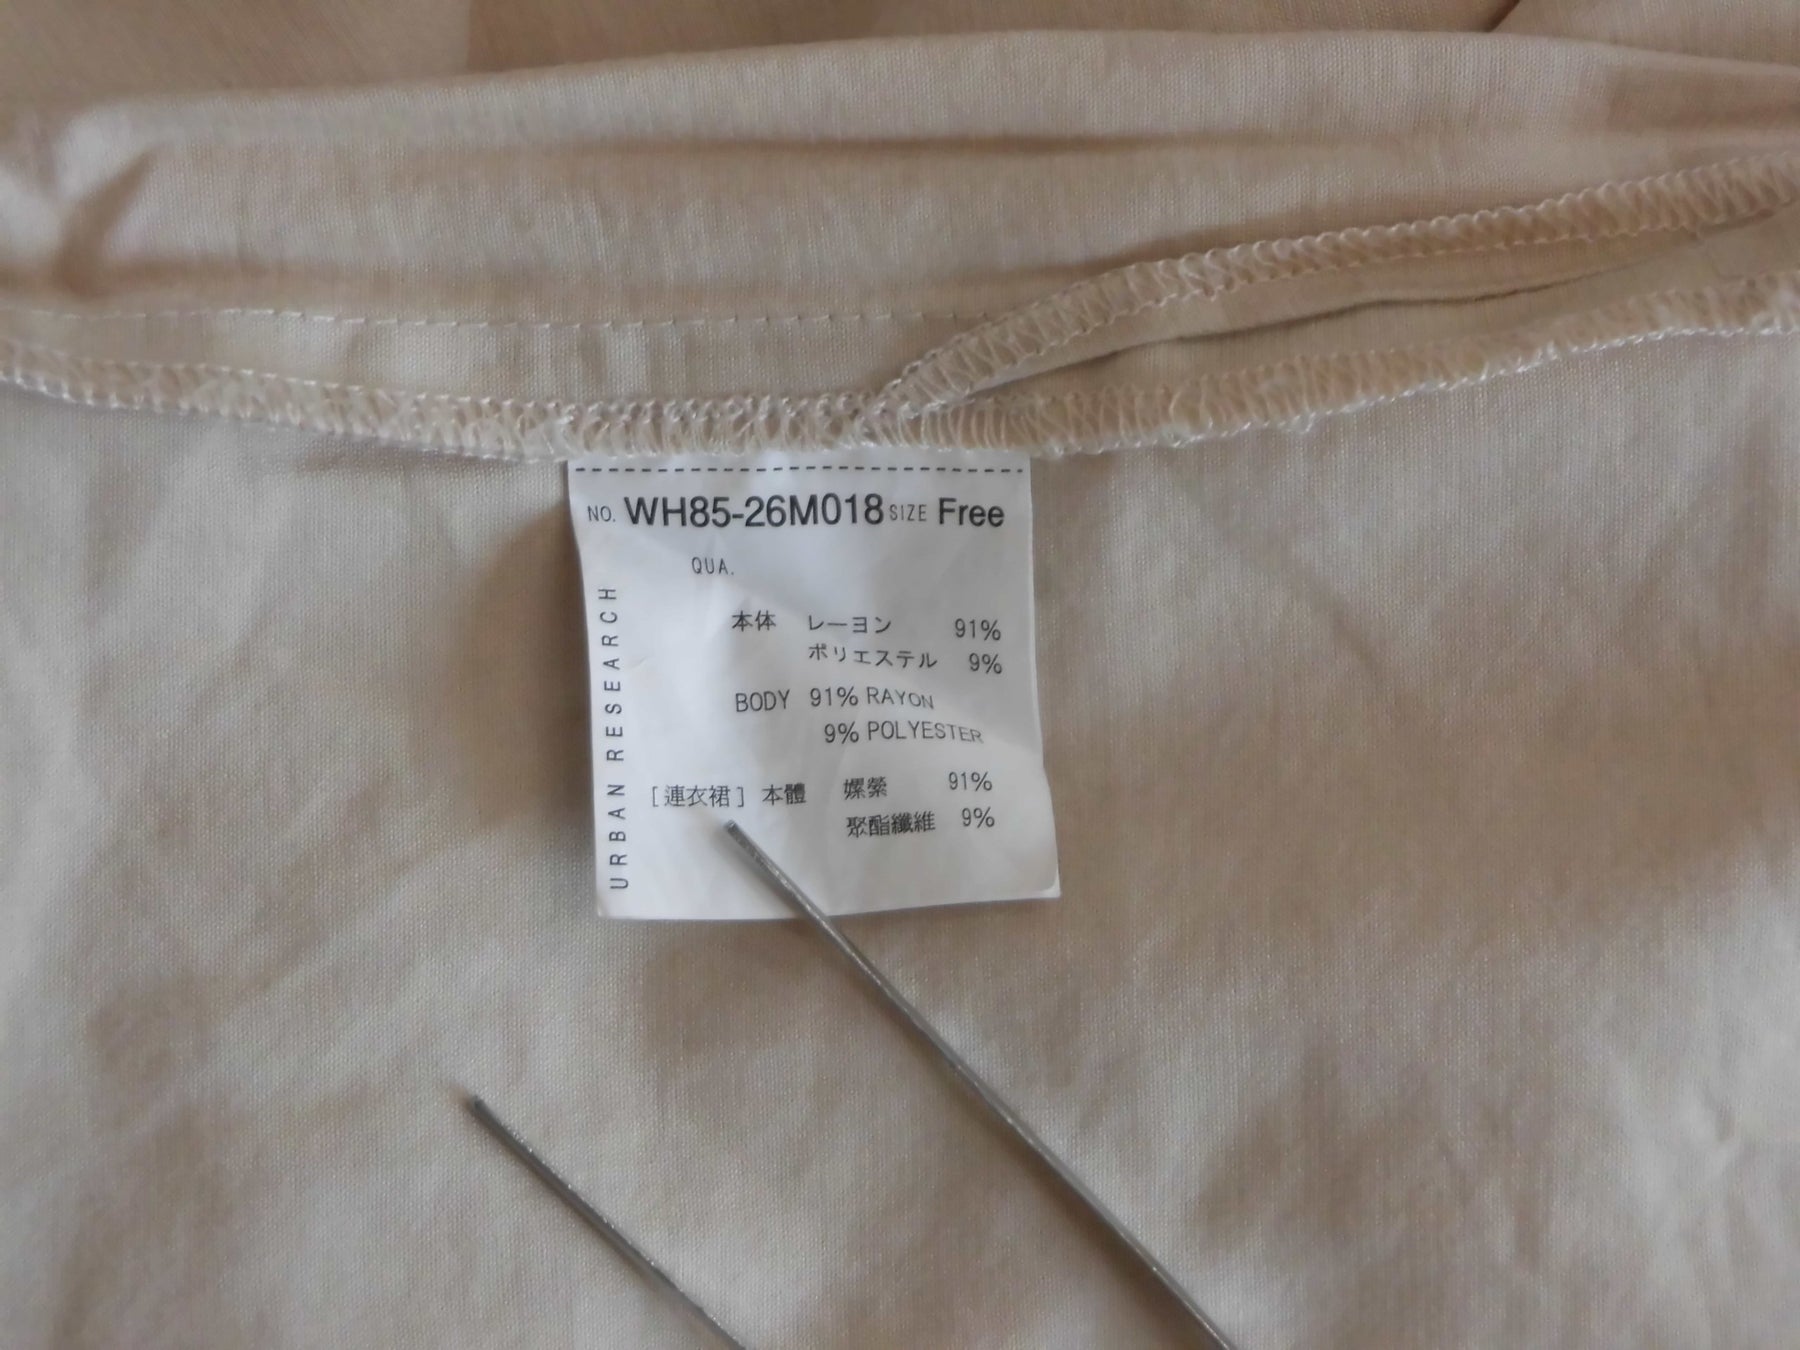 NO. WH85-26M018 SIZE Free
QUA.
本体 レーヨン 91%
ポリエステル 9%
BODY 91% RAYON
9% POLYESTER
[連衣裙] 本體 嫘縈 91%
聚酯纖維 9%
URBAN RESEARCH